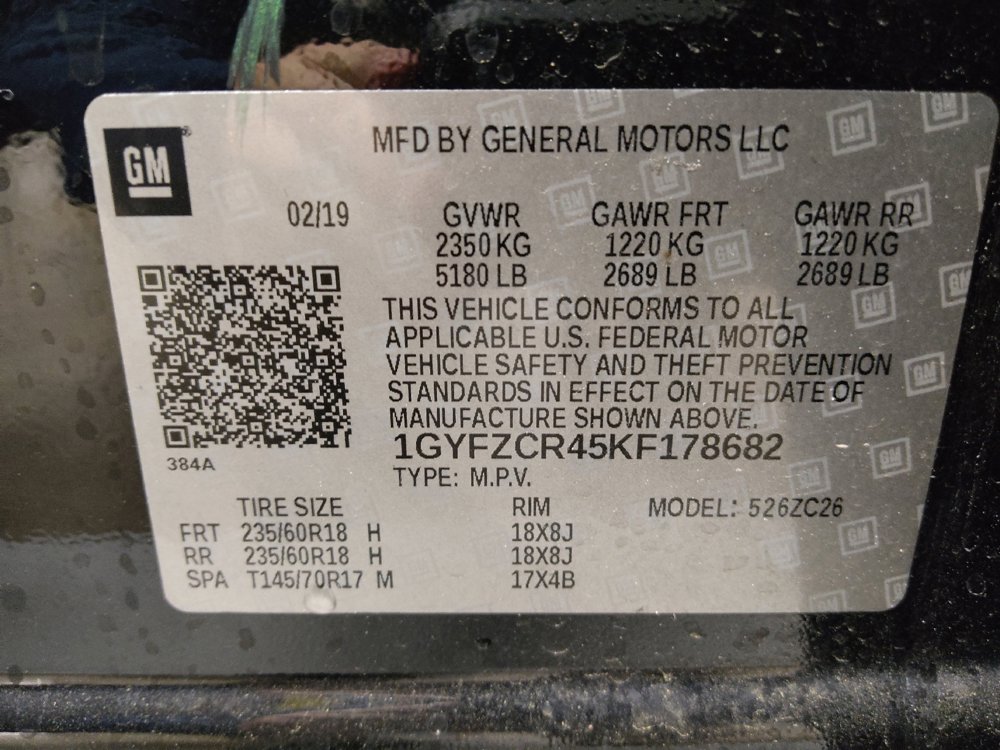 GM
MFD BY GENERAL MOTORS LLC
02/19 GVWR GAWR FRT GAWR RR
2350 KG 1220 KG 1220 KG
5180 LB 2689 LB 2689 LB
THIS VEHICLE CONFORMS TO ALL
APPLICABLE U.S. FEDERAL MOTOR
VEHICLE SAFETY AND THEFT PREVENTION
STANDARDS IN EFFECT ON THE DATE OF
MANUFACTURE SHOWN ABOVE.
1GYFZCR45KF178682
384A
TYPE: M.P.V.
TIRE SIZE RIM MODEL: 526ZC26
FRT 235/60R18 H 18X8J
RR 235/60R18 H 18X8J
SPA T145/70R17 M 17X4B